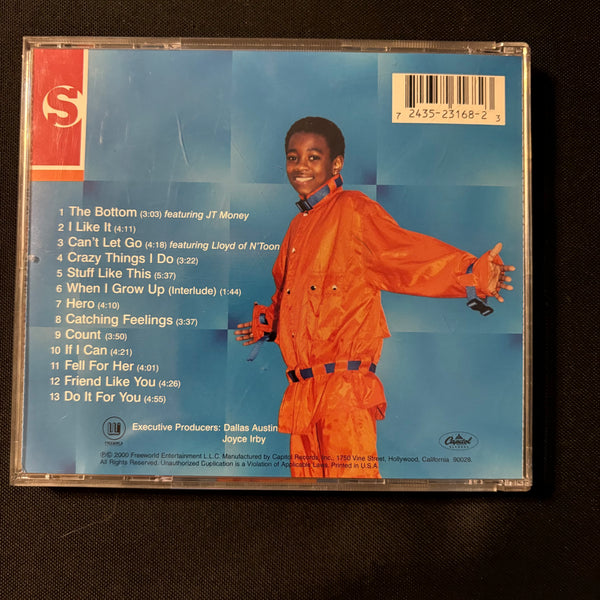 S
7 2435-23168-2 3
1 The Bottom (3:03) featuring JT Money
2 I Like It (4:11)
3 Can't Let Go (4:18) featuring Lloyd of N'Toon
4 Crazy Things I Do (3:22)
5 Stuff Like This (5:37)
6 When I Grow Up (Interlude) (1:44)
7 Hero (4:10)
8 Catching Feelings (3:37)
9 Count (3:50)
10 If I Can (4:21)
11 Fell For Her (4:01)
12 Friend Like You (4:26)
13 Do It For You (4:55)
Executive Producers: Dallas Austin
Joyce Irby
Capitol
℗© 2000 Freeworld Entertainment L.L.C. Manufactured by Capitol Records, Inc., 1750 Vine Street, Hollywood, California 90028.
All Rights Reserved. Unauthorized Duplication is a Violation of Applicable Laws. Printed in U.S.A.